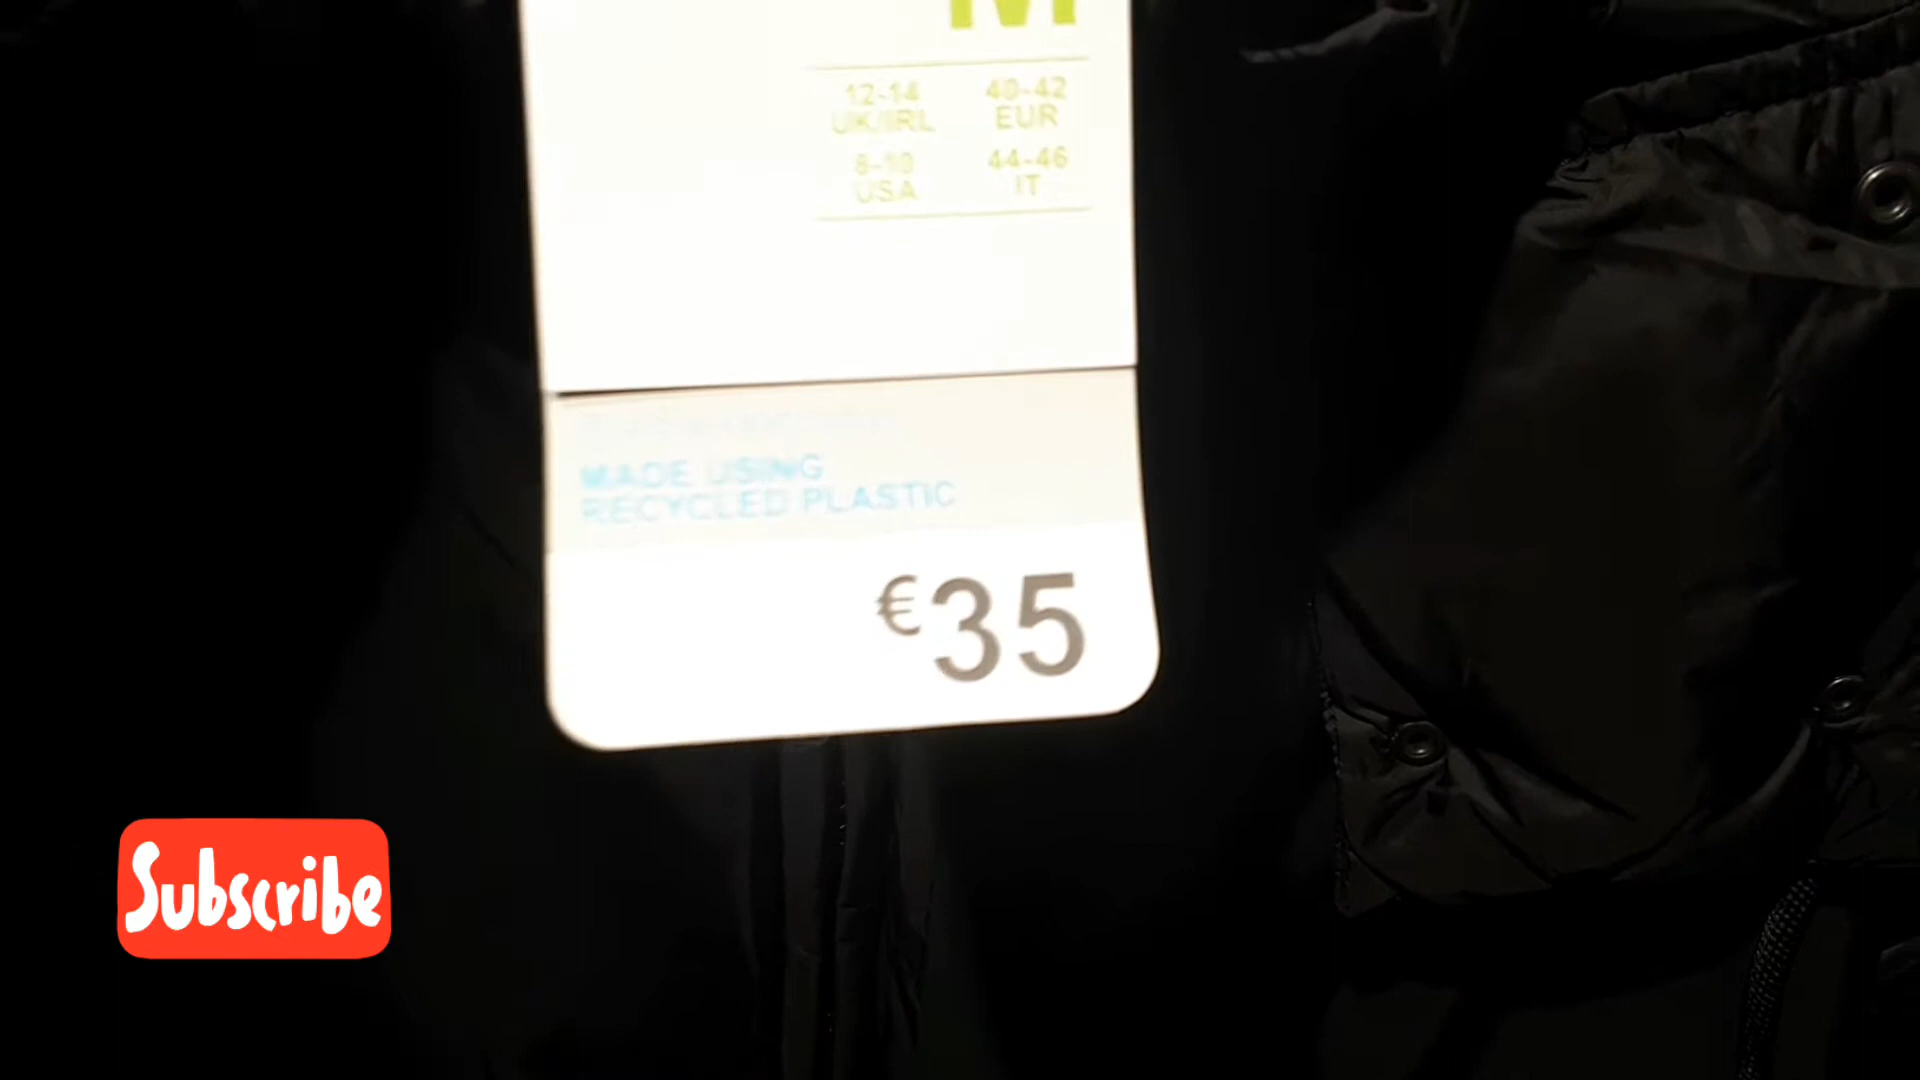 M
12-14 40-42
UK/IRL EUR
8-10 44-46
USA IT
MADE USING
RECYCLED PLASTIC
€35
Subscribe